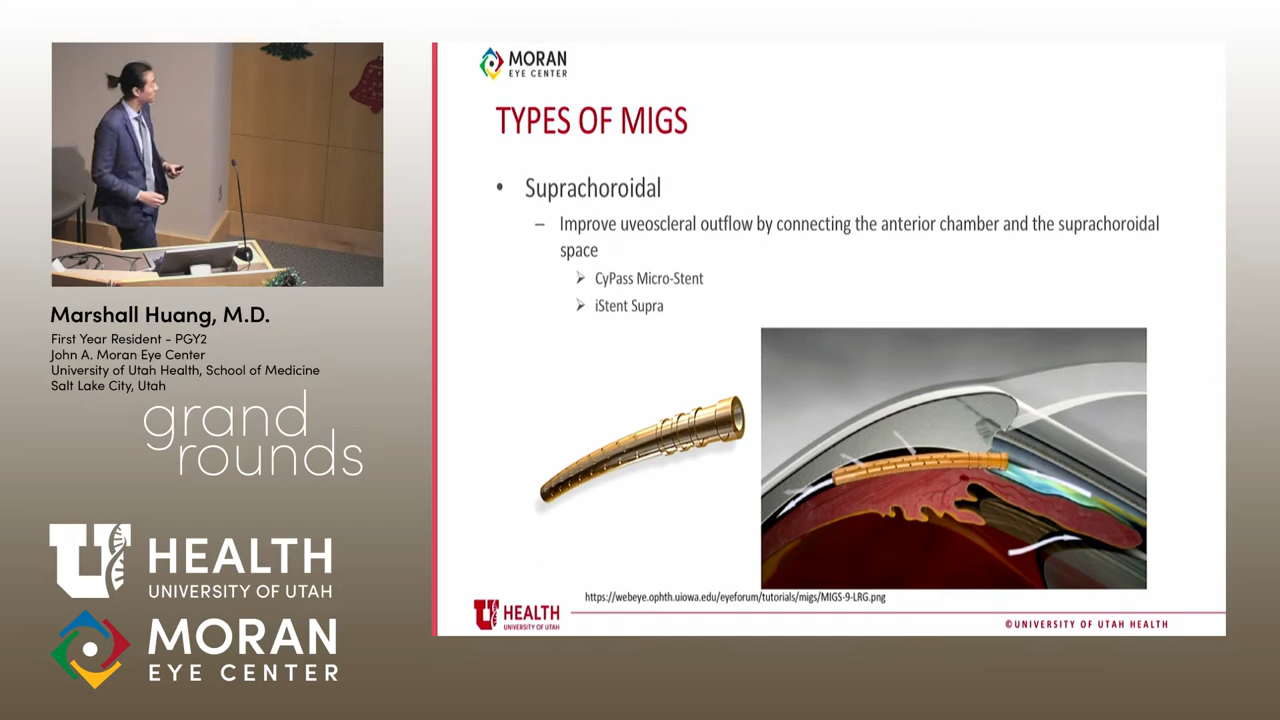 Marshall Huang, M.D.
First Year Resident - PGY2
John A. Moran Eye Center
University of Utah Health, School of Medicine
Salt Lake City, Utah
grand
rounds
U HEALTH
UNIVERSITY OF UTAH
MORAN
EYE CENTER
MORAN
EYE CENTER
TYPES OF MIGS
• Suprachoroidal
– Improve uveoscleral outflow by connecting the anterior chamber and the suprachoroidal
space
➢ CyPass Micro-Stent
➢ iStent Supra
https://webeye.ophth.uiowa.edu/eyeforum/tutorials/migs/MIGS-9-LRG.png
U HEALTH
UNIVERSITY OF UTAH
©UNIVERSITY OF UTAH HEALTH